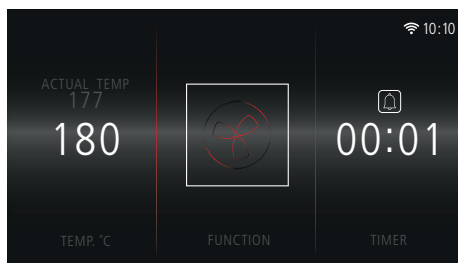 10:10
ACTUAL TEMP
177
180
00:01
TEMP. °C
FUNCTION
TIMER